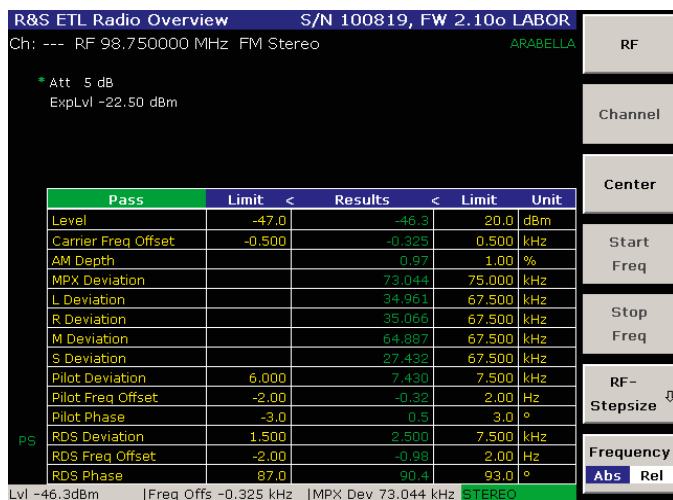 R&S ETL Radio Overview S/N 100819, FW 2.10o LABOR
Ch: --- RF 98.750000 MHz FM Stereo ARABELLA
* Att 5 dB
ExpLvl -22.50 dBm
Pass Limit < Results < Limit Unit
Level -47.0 -46.3 20.0 dBm
Carrier Freq Offset -0.500 -0.325 0.500 kHz
AM Depth 0.97 1.00 %
MPX Deviation 73.044 75.000 kHz
L Deviation 34.961 67.500 kHz
R Deviation 35.066 67.500 kHz
M Deviation 64.887 67.500 kHz
S Deviation 27.432 67.500 kHz
Pilot Deviation 6.000 7.430 7.500 kHz
Pilot Freq Offset -2.00 -0.32 2.00 Hz
Pilot Phase -3.0 0.5 3.0 °
PS
RDS Deviation 1.500 2.500 7.500 kHz
RDS Freq Offset -2.00 -0.98 2.00 Hz
RDS Phase 87.0 90.4 93.0 °
Lvl -46.3dBm |Freq Offs -0.325 kHz |MPX Dev 73.044 kHz STEREO
RF
Channel
Center
Start
Freq
Stop
Freq
RF-
Stepsize
Frequency
Abs Rel